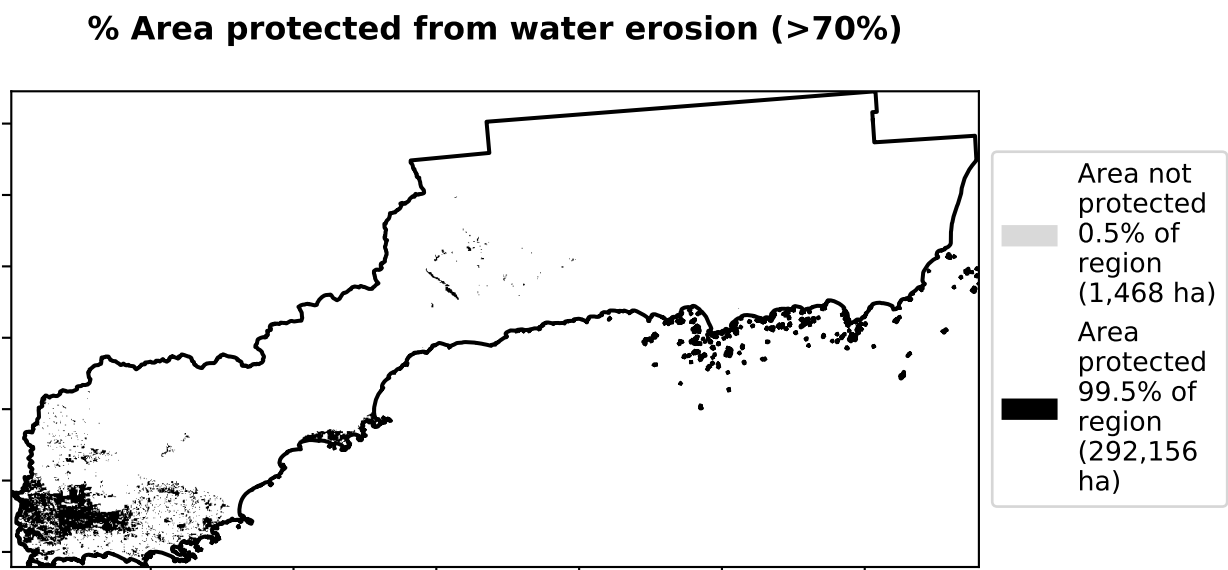 % Area protected from water erosion (>70%)
Area not
protected
0.5% of
region
(1,468 ha)
Area
protected
99.5% of
region
(292,156
ha)